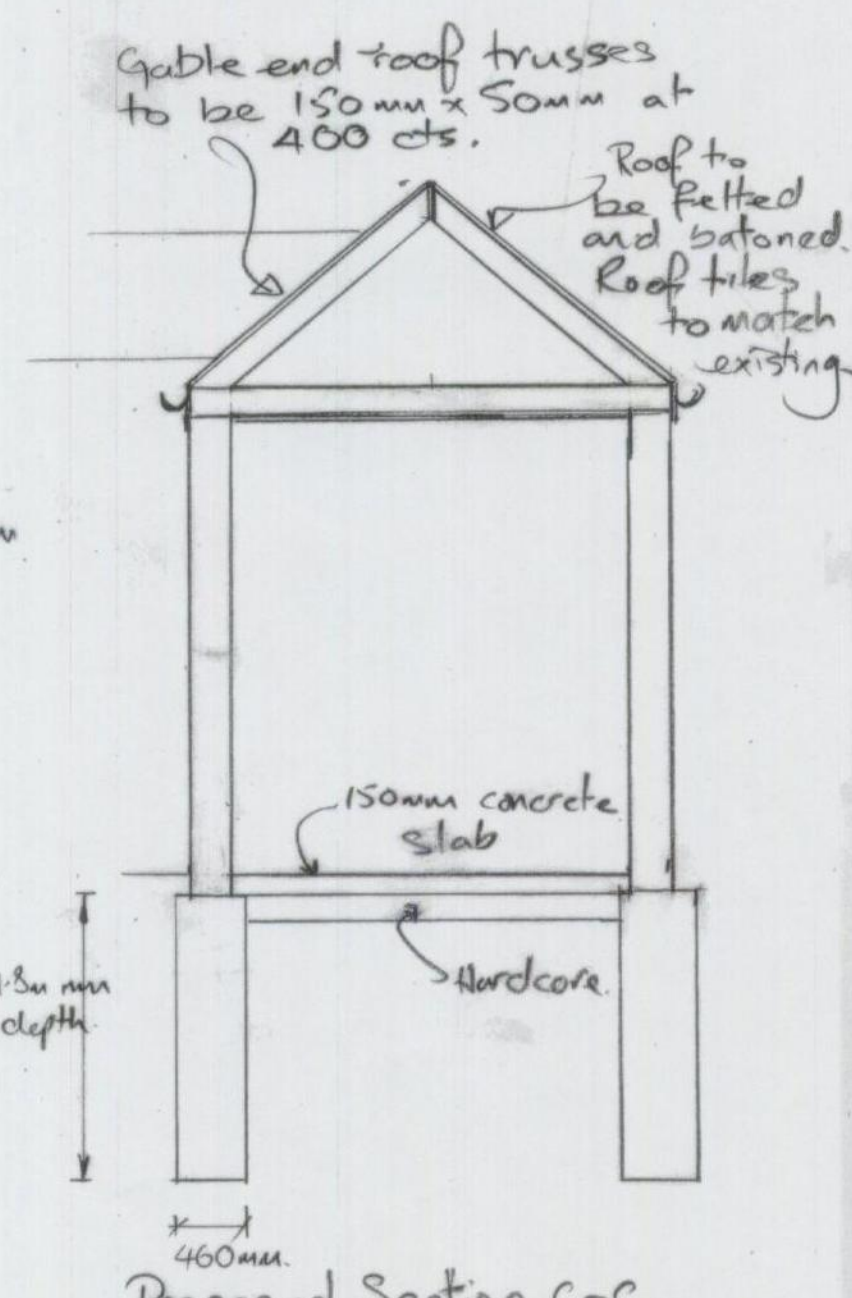 Gable end roof trusses
to be 150mm x 50mm at
400 cts.
Roof to
be felted
and batoned.
Roof tiles
to match
existing
150mm concrete
slab
Hardcore.
depth.
460mm.
Section C-C